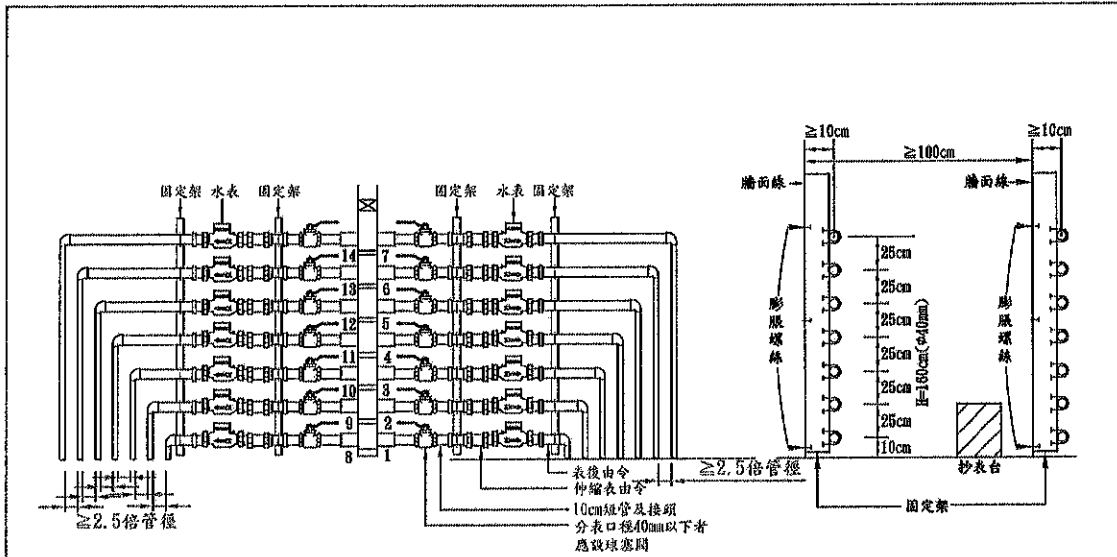 ≧10cm
≧10cm
≧100cm
牆面線
牆面線
固定架
水表
固定架
固定架
水表
固定架
14 7
13 6
12 5
11 4
10 3
9 2
8 1
25cm
25cm
25cm
25cm
25cm
25cm
10cm
H=160cm(Φ40mm)
膨脹螺絲
膨脹螺絲
抄表台
固定架
≧2.5倍管徑
≧2.5倍管徑
表後由令
伸縮表由令
10cm短管及接頭
分表口徑40mm以下者
應設球塞閥